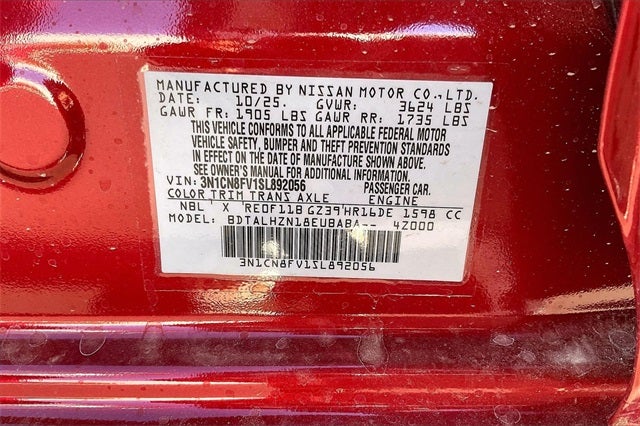 MANUFACTURED BY NISSAN MOTOR CO.,LTD.
DATE: 10/25. GVWR: 3624 LBS
GAWR FR: 1905 LBS GAWR RR: 1735 LBS
THIS VEHICLE CONFORMS TO ALL APPLICABLE FEDERAL MOTOR
VEHICLE SAFETY, BUMPER AND THEFT PREVENTION STANDARDS
IN EFFECT ON THE DATE OF MANUFACTURE SHOWN ABOVE.
SEE OWNER'S MANUAL FOR ADDITIONAL INFORMATION.
VIN: 3N1CN8FV1SL892056 PASSENGER CAR.
COLOR TRIM TRANS AXLE ENGINE
NBL X RE0F11B GZ39 HR16DE 1598 CC
MODEL: BDTALHZN18EUBABA-- 4Z000
3N1CN8FV1SL892056